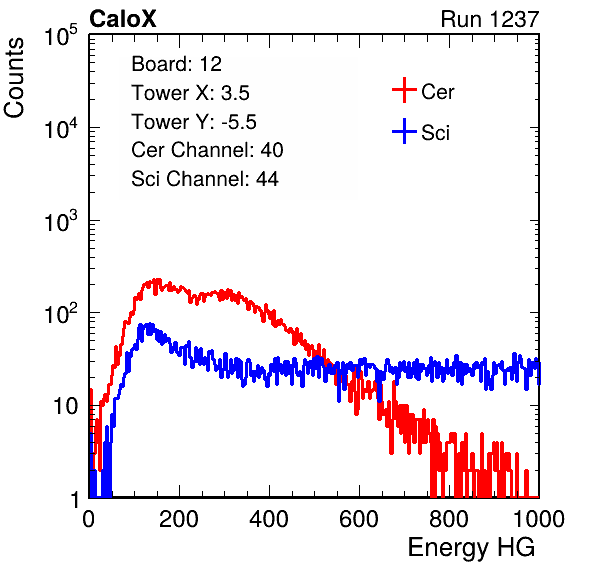 CaloX Run 1237
Counts
10^5
10^4
10^3
10^2
10
1
Board: 12
Tower X: 3.5
Tower Y: -5.5
Cer Channel: 40
Sci Channel: 44
Cer
Sci
0 200 400 600 800 1000
Energy HG